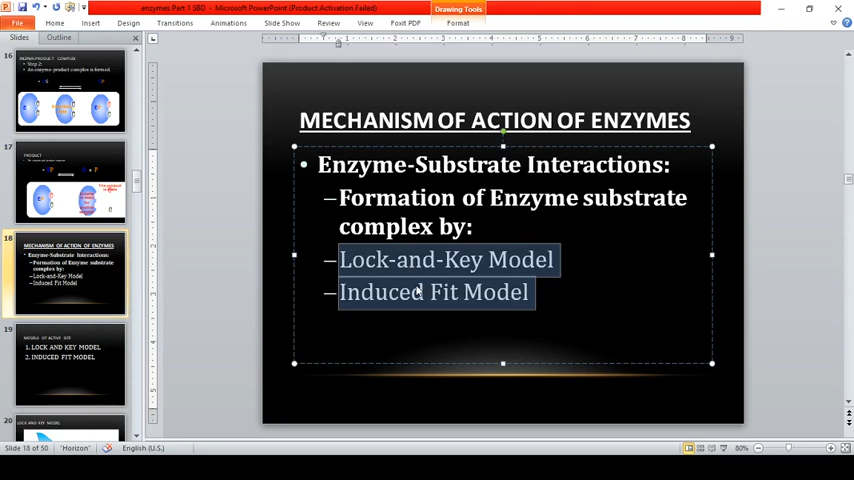 enzymes Part 1 SBD - Microsoft PowerPoint (Product Activation Failed)
Drawing Tools
File Home Insert Design Transitions Animations Slide Show Review View Foxit PDF Format
Slides Outline
16
ENZYME-PRODUCT COMPLEX
Step 2:
An enzyme-product complex is formed.
17
PRODUCT
18
MECHANISM OF ACTION OF ENZYMES
Enzyme-Substrate Interactions:
–Formation of Enzyme substrate
complex by:
–Lock-and-Key Model
–Induced Fit Model
19
MODELS OF ACTIVE SITE
1. LOCK AND KEY MODEL
2. INDUCED FIT MODEL
20
LOCK AND KEY MODEL
MECHANISM OF ACTION OF ENZYMES
• Enzyme-Substrate Interactions:
–Formation of Enzyme substrate
complex by:
–Lock-and-Key Model
–Induced Fit Model
Slide 18 of 30 "Horizon" English (U.S.) 80%